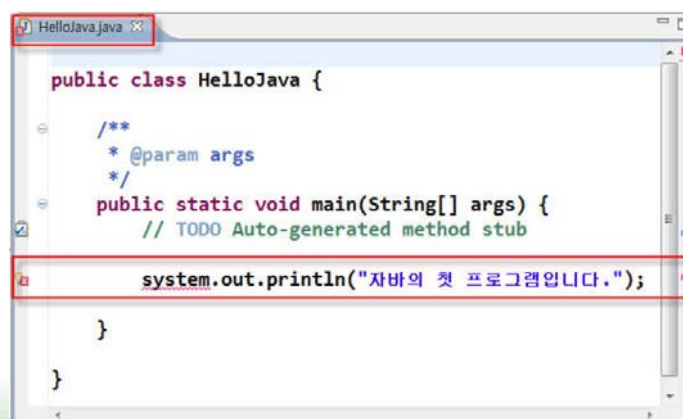 HelloJava.java
public class HelloJava {
/**
* @param args
*/
public static void main(String[] args) {
// TODO Auto-generated method stub
system.out.println("자바의 첫 프로그램입니다.");
}
}